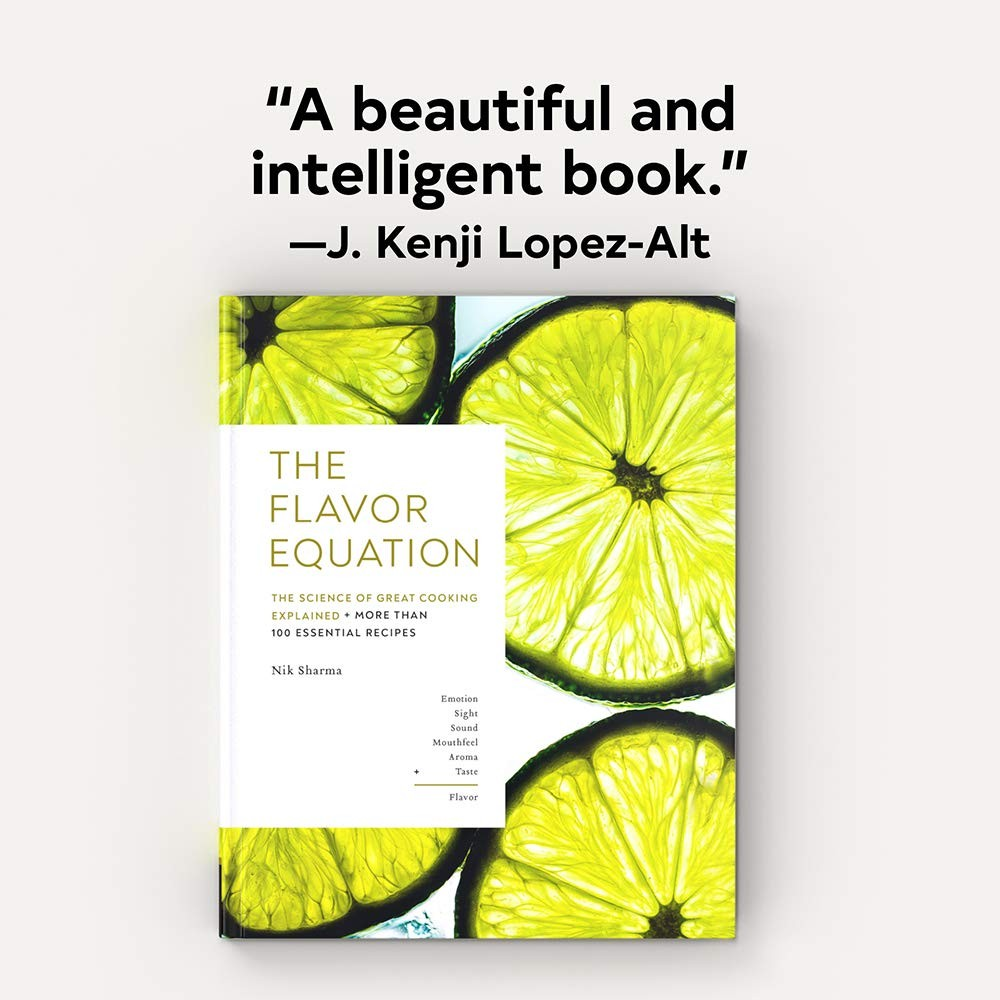 “A beautiful and
intelligent book.”
—J. Kenji Lopez-Alt
THE
FLAVOR
EQUATION
THE SCIENCE OF GREAT COOKING
EXPLAINED + MORE THAN
100 ESSENTIAL RECIPES
Nik Sharma
Emotion
Sight
Sound
Mouthfeel
Aroma
+ Taste
Flavor